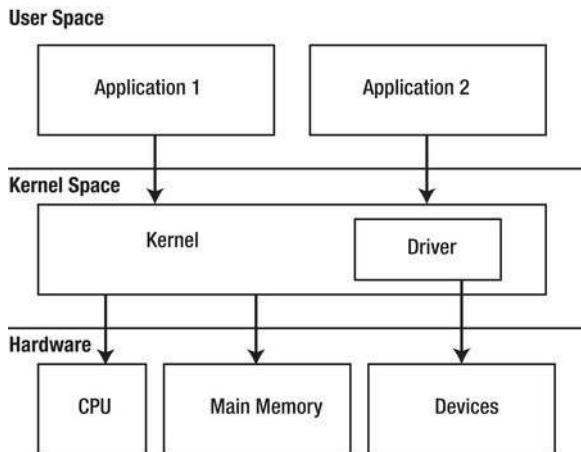 User Space
Application 1
Application 2
Kernel Space
Kernel
Driver
Hardware
CPU
Main Memory
Devices